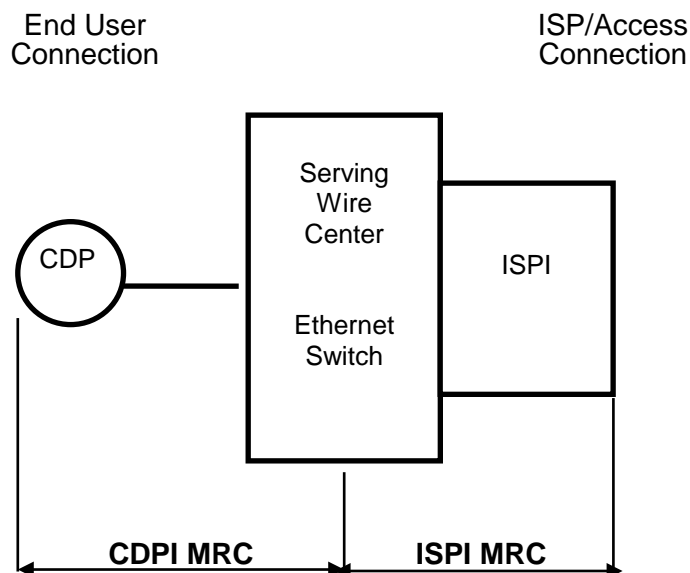 End User
Connection
ISP/Access
Connection
Serving
Wire
Center
CDP
ISPI
Ethernet
Switch
CDPI MRC
ISPI MRC